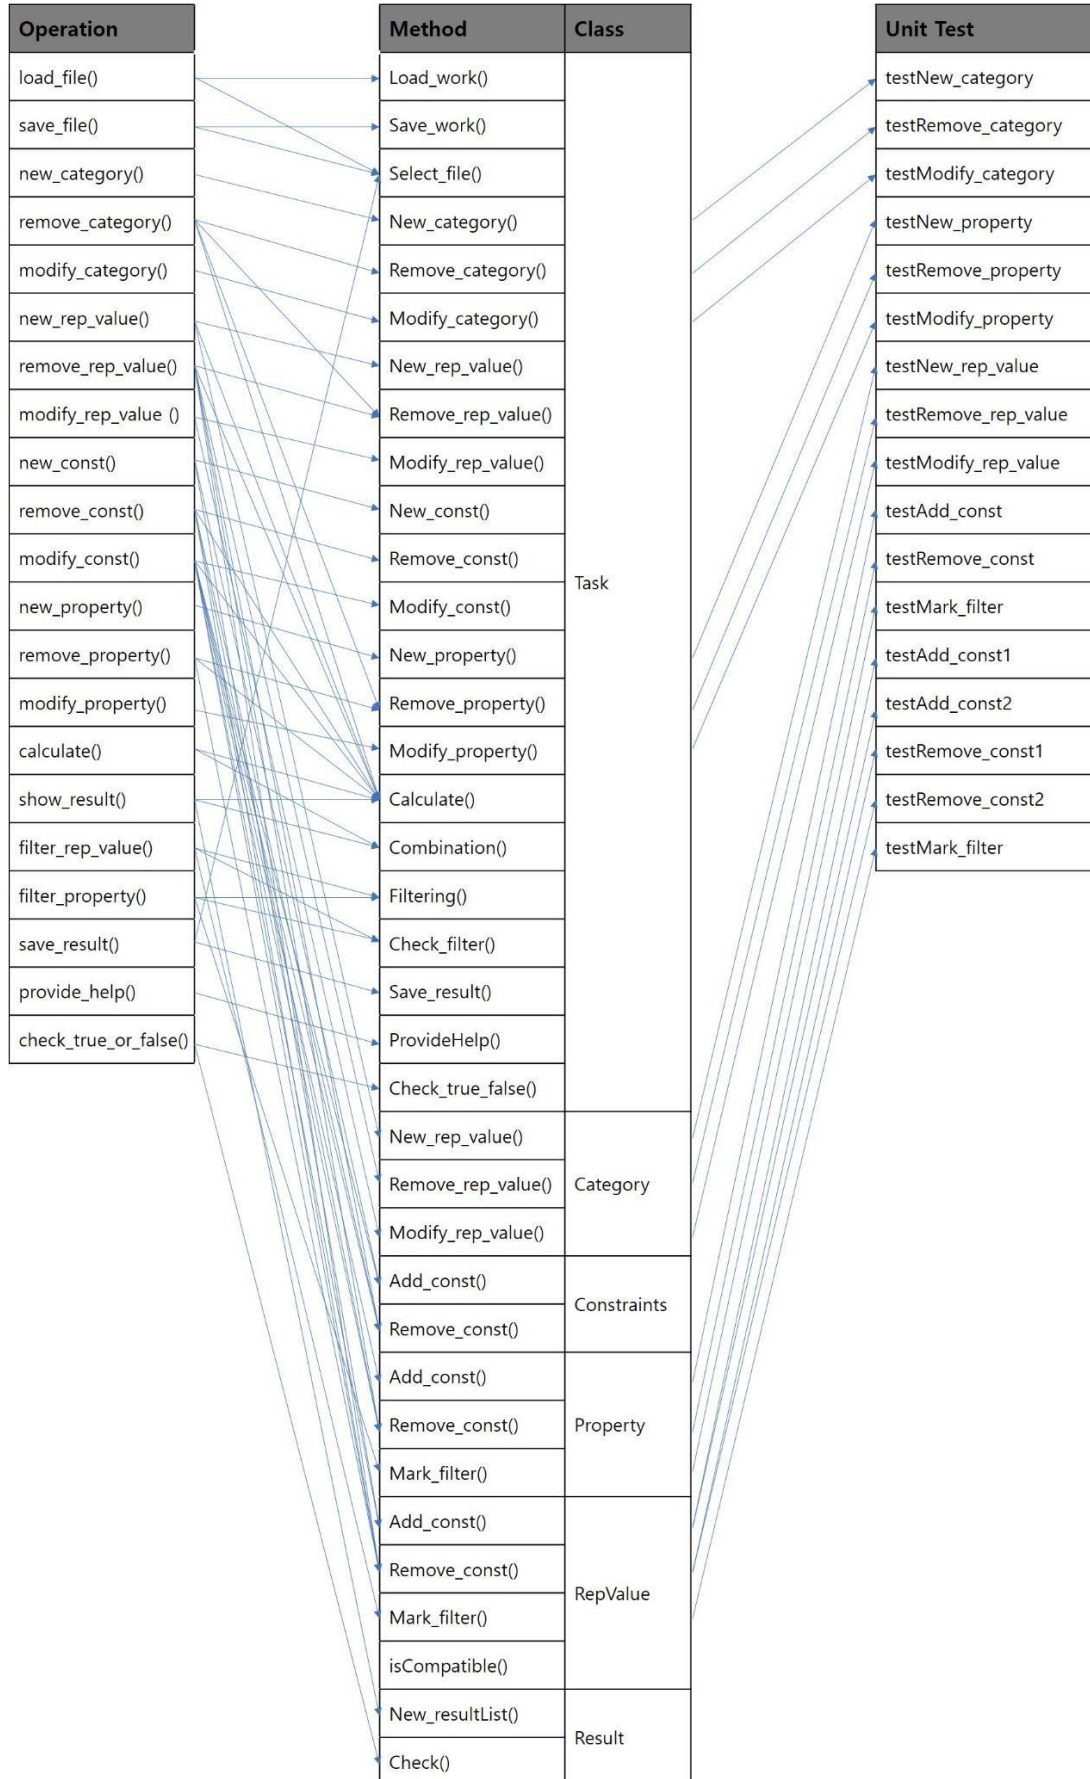 Operation
load_file()
save_file()
new_category()
remove_category()
modify_category()
new_rep_value()
remove_rep_value()
modify_rep_value ()
new_const()
remove_const()
modify_const()
new_property()
remove_property()
modify_property()
calculate()
show_result()
filter_rep_value()
filter_property()
save_result()
provide_help()
check_true_or_false()
Method Class
Load_work()
Save_work()
Select_file()
New_category()
Remove_category()
Modify_category()
New_rep_value()
Remove_rep_value()
Modify_rep_value()
New_const()
Remove_const()
Modify_const()
New_property()
Remove_property()
Modify_property()
Calculate()
Combination()
Filtering()
Check_filter()
Save_result()
ProvideHelp()
Check_true_false()
Task
New_rep_value()
Remove_rep_value()
Modify_rep_value()
Category
Add_const()
Remove_const()
Constraints
Add_const()
Remove_const()
Mark_filter()
Property
Add_const()
Remove_const()
Mark_filter()
isCompatible()
RepValue
New_resultList()
Check()
Result
Unit Test
testNew_category
testRemove_category
testModify_category
testNew_property
testRemove_property
testModify_property
testNew_rep_value
testRemove_rep_value
testModify_rep_value
testAdd_const
testRemove_const
testMark_filter
testAdd_const1
testAdd_const2
testRemove_const1
testRemove_const2
testMark_filter